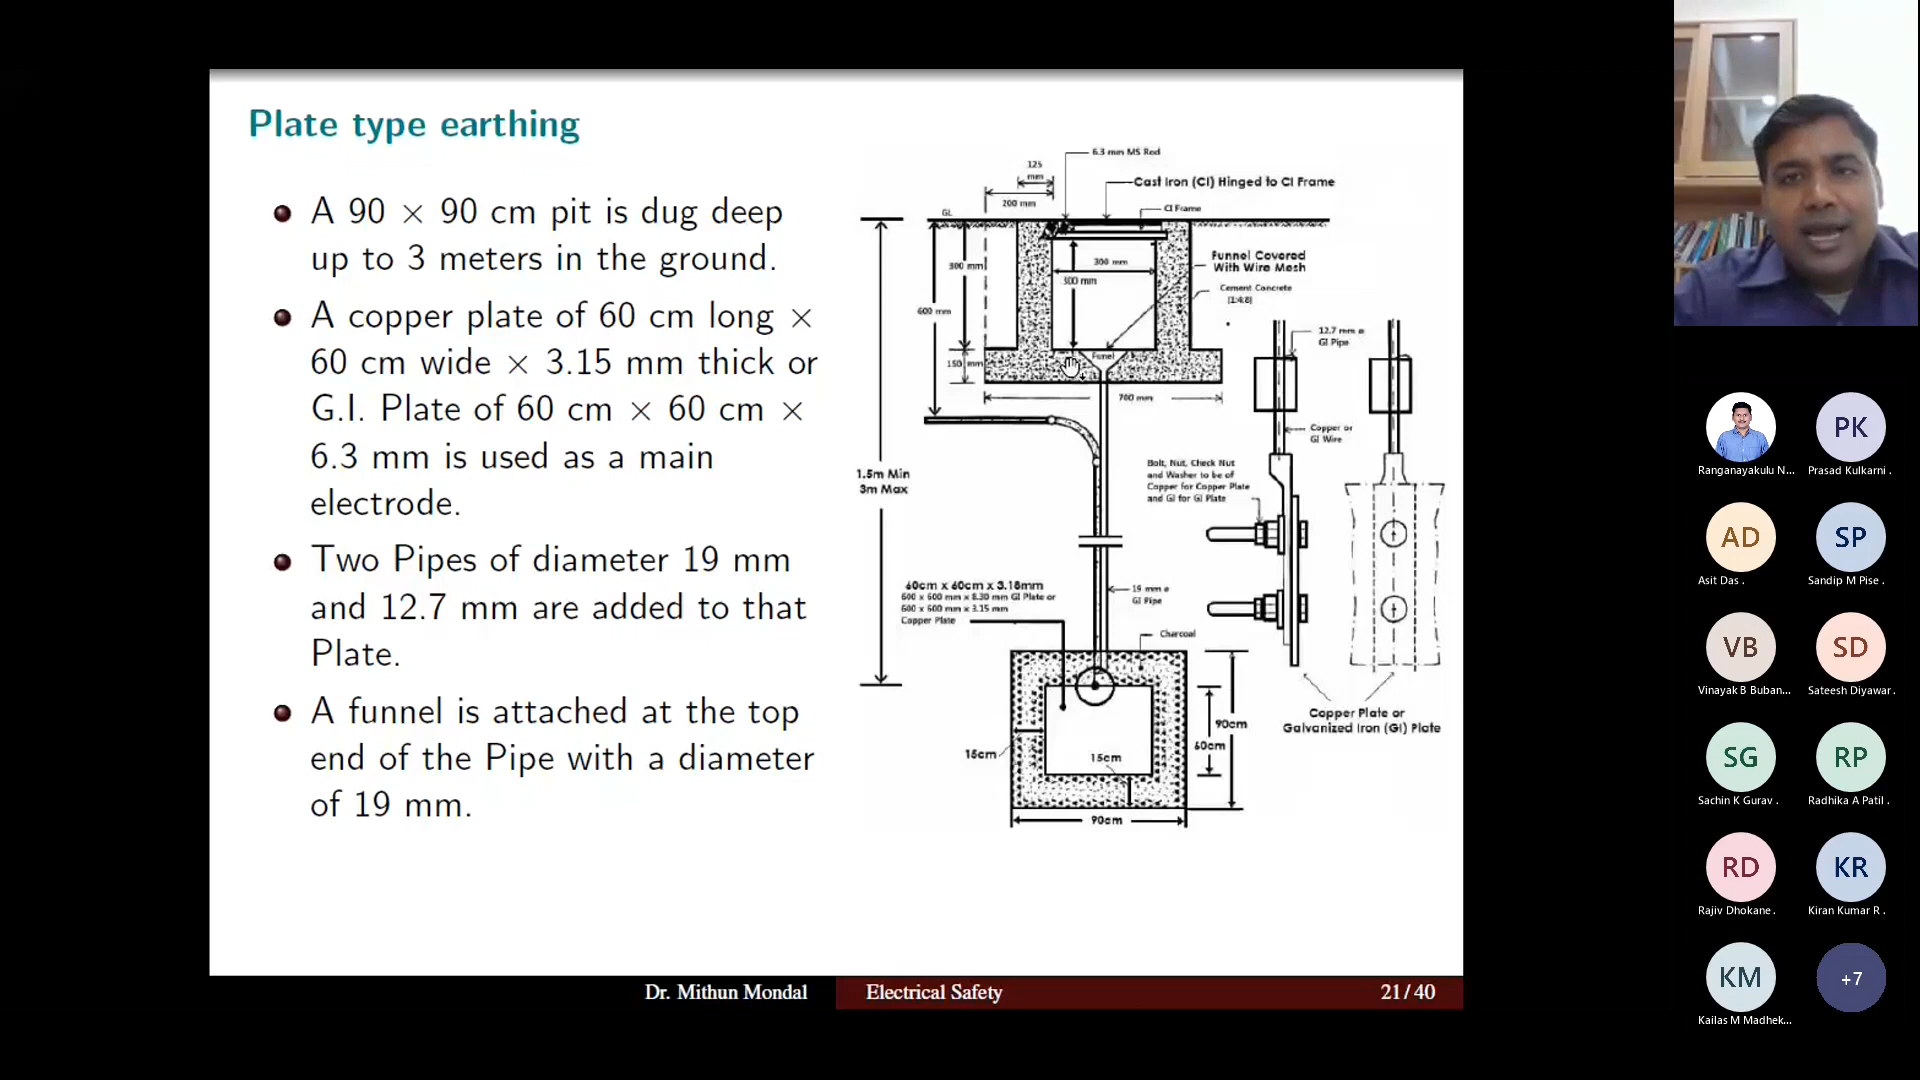 Plate type earthing
A 90 × 90 cm pit is dug deep
up to 3 meters in the ground.
A copper plate of 60 cm long ×
60 cm wide × 3.15 mm thick or
G.I. Plate of 60 cm × 60 cm ×
6.3 mm is used as a main
electrode.
Two Pipes of diameter 19 mm
and 12.7 mm are added to that
Plate.
A funnel is attached at the top
end of the Pipe with a diameter
of 19 mm.
6.3 mm MS Rod
125
mm
Cast Iron (CI) Hinged to CI Frame
200 mm
CI Frame
GL
300 mm
300 mm
300 mm
Funnel Covered
With Wire Mesh
Cement Concrete
600 mm
150 mm
Funel
700 mm
12.7 mm ø
GI Pipe
Copper or
GI Wire
1.5m Min
3m Max
Bolt, Nut, Check Nut
and Washer to be of
Copper for Copper Plate
and GI for GI Plate
60cm x 60cm x 3.18mm
600 x 600 mm x 6.30 mm GI Plate or
600 x 600 mm x 3.15 mm
Copper Plate
19 mm ø
GI Pipe
Charcoal
15cm
15cm
60cm
90cm
90cm
Copper Plate or
Galvanized Iron (GI) Plate
Dr. Mithun Mondal
Electrical Safety
21/40
Ranganayakulu N...
PK
Prasad Kulkarni .
AD
Asit Das .
SP
Sandip M Pise .
VB
Vinayak B Buban...
SD
Sateesh Diyawar .
SG
Sachin K Gurav .
RP
Radhika A Patil .
RD
Rajiv Dhokane .
KR
Kiran Kumar R .
KM
Kailas M Madhek...
+7